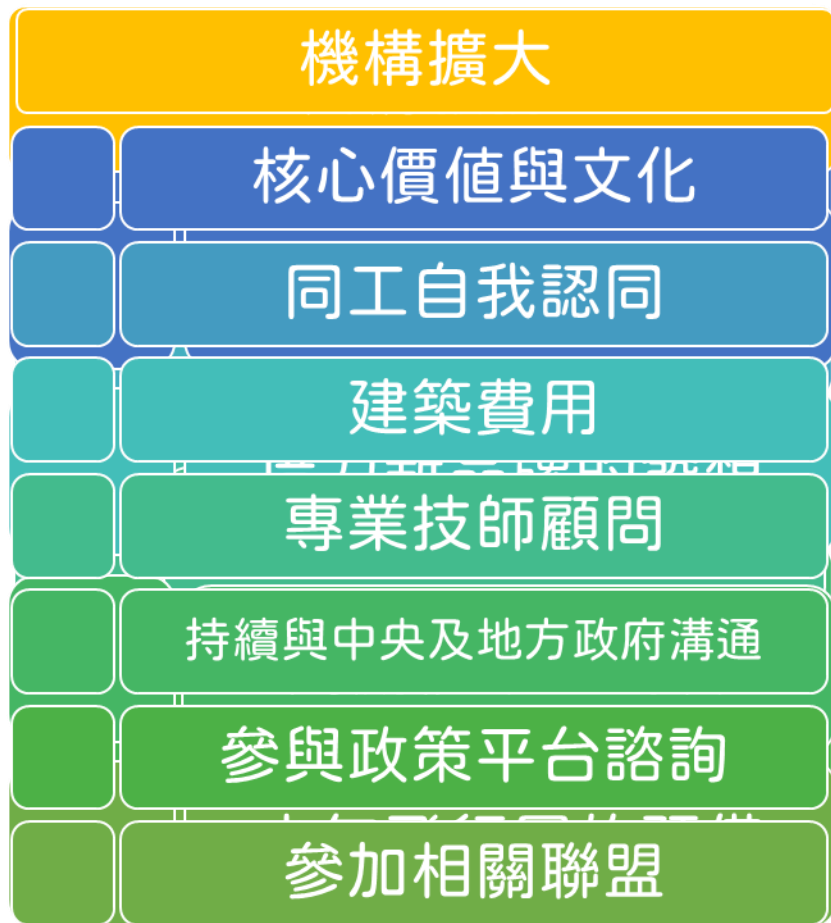 機構擴大
核心價值與文化
同工自我認同
建築費用
專業技師顧問
持續與中央及地方政府溝通
參與政策平台諮詢
參加相關聯盟